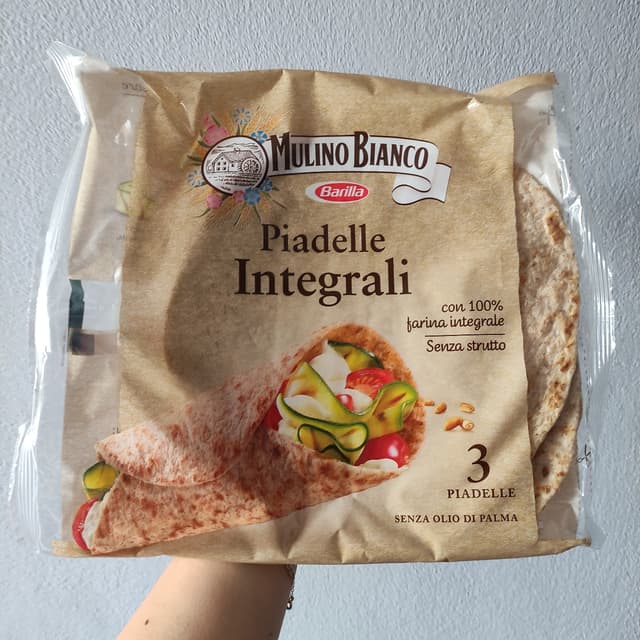 MULINO BIANCO
Barilla
Piadelle
Integrali
con 100%
farina integrale
Senza strutto
3
PIADELLE
SENZA OLIO DI PALMA